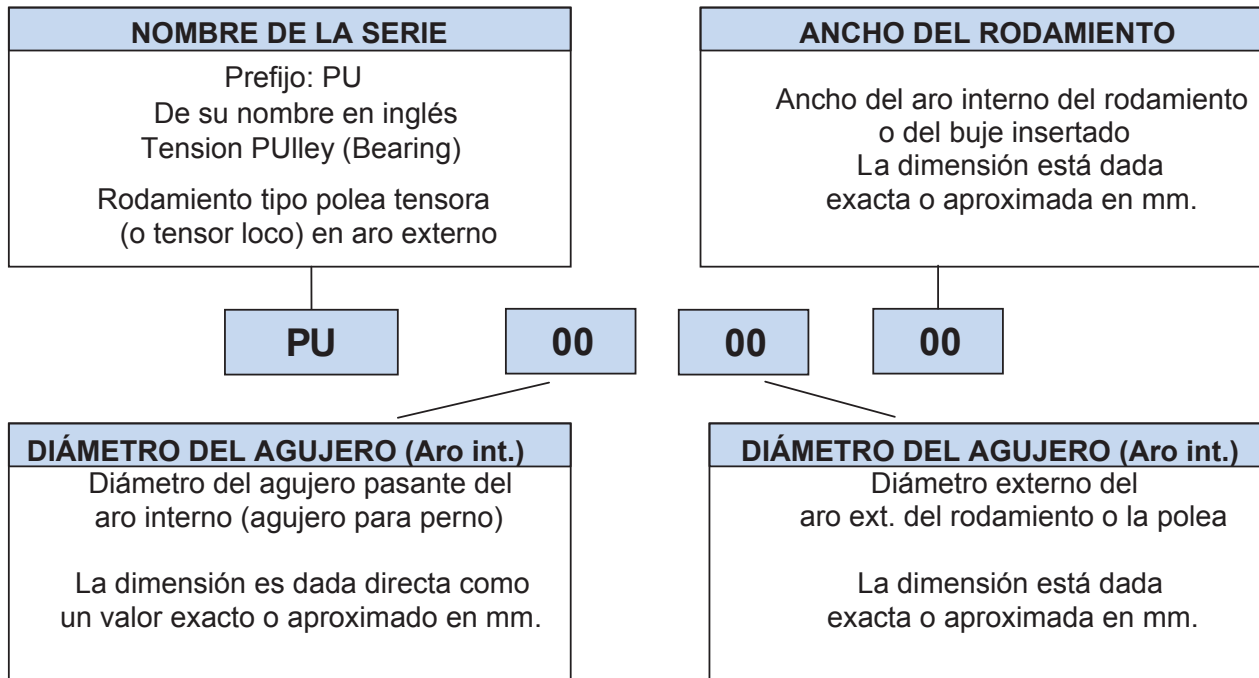 NOMBRE DE LA SERIE
Prefijo: PU
De su nombre en inglés
Tension PUlley (Bearing)
Rodamiento tipo polea tensora
(o tensor loco) en aro externo
ANCHO DEL RODAMIENTO
Ancho del aro interno del rodamiento
o del buje insertado
La dimensión está dada
exacta o aproximada en mm.
PU
00
00
00
DIÁMETRO DEL AGUJERO (Aro int.)
Diámetro del agujero pasante del
aro interno (agujero para perno)
La dimensión es dada directa como
un valor exacto o aproximado en mm.
DIÁMETRO DEL AGUJERO (Aro int.)
Diámetro externo del
aro ext. del rodamiento o la polea
La dimensión está dada
exacta o aproximada en mm.